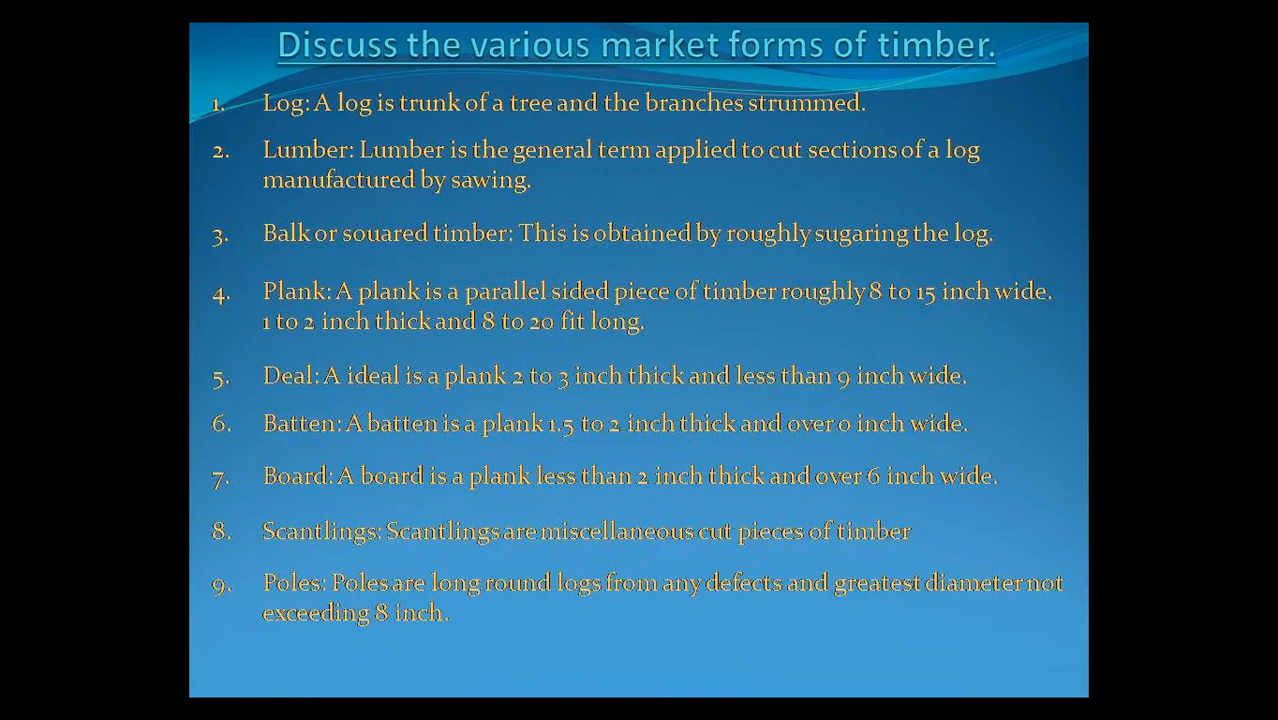 Discuss the various market forms of timber.
1. Log: A log is trunk of a tree and the branches strummed.
2. Lumber: Lumber is the general term applied to cut sections of a log
manufactured by sawing.
3. Balk or souared timber: This is obtained by roughly sugaring the log.
4. Plank: A plank is a parallel sided piece of timber roughly 8 to 15 inch wide.
1 to 2 inch thick and 8 to 20 fit long.
5. Deal: A ideal is a plank 2 to 3 inch thick and less than 9 inch wide.
6. Batten: A batten is a plank 1.5 to 2 inch thick and over 0 inch wide.
7. Board: A board is a plank less than 2 inch thick and over 6 inch wide.
8. Scantlings: Scantlings are miscellaneous cut pieces of timber
9. Poles: Poles are long round logs from any defects and greatest diameter not
exceeding 8 inch.